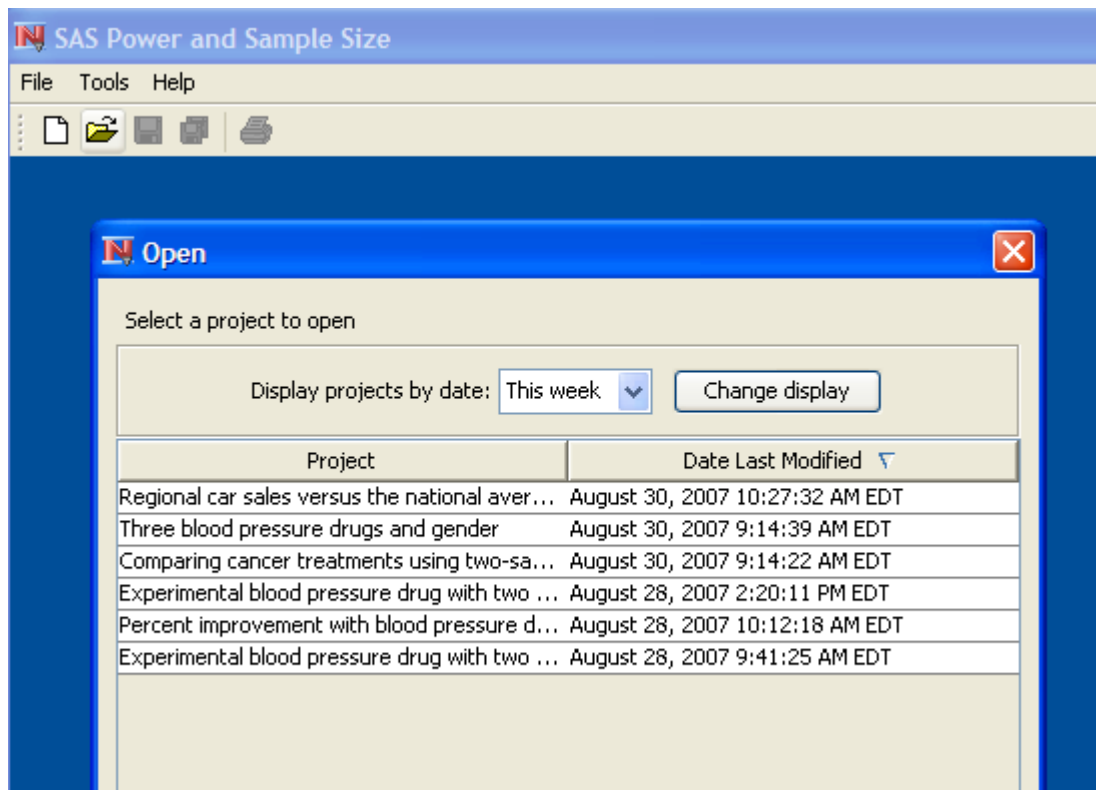 SAS Power and Sample Size
File Tools Help
Open
Select a project to open
Display projects by date: This week Change display
Project Date Last Modified
Regional car sales versus the national aver... August 30, 2007 10:27:32 AM EDT
Three blood pressure drugs and gender August 30, 2007 9:14:39 AM EDT
Comparing cancer treatments using two-sa... August 30, 2007 9:14:22 AM EDT
Experimental blood pressure drug with two ... August 28, 2007 2:20:11 PM EDT
Percent improvement with blood pressure d... August 28, 2007 10:12:18 AM EDT
Experimental blood pressure drug with two ... August 28, 2007 9:41:25 AM EDT